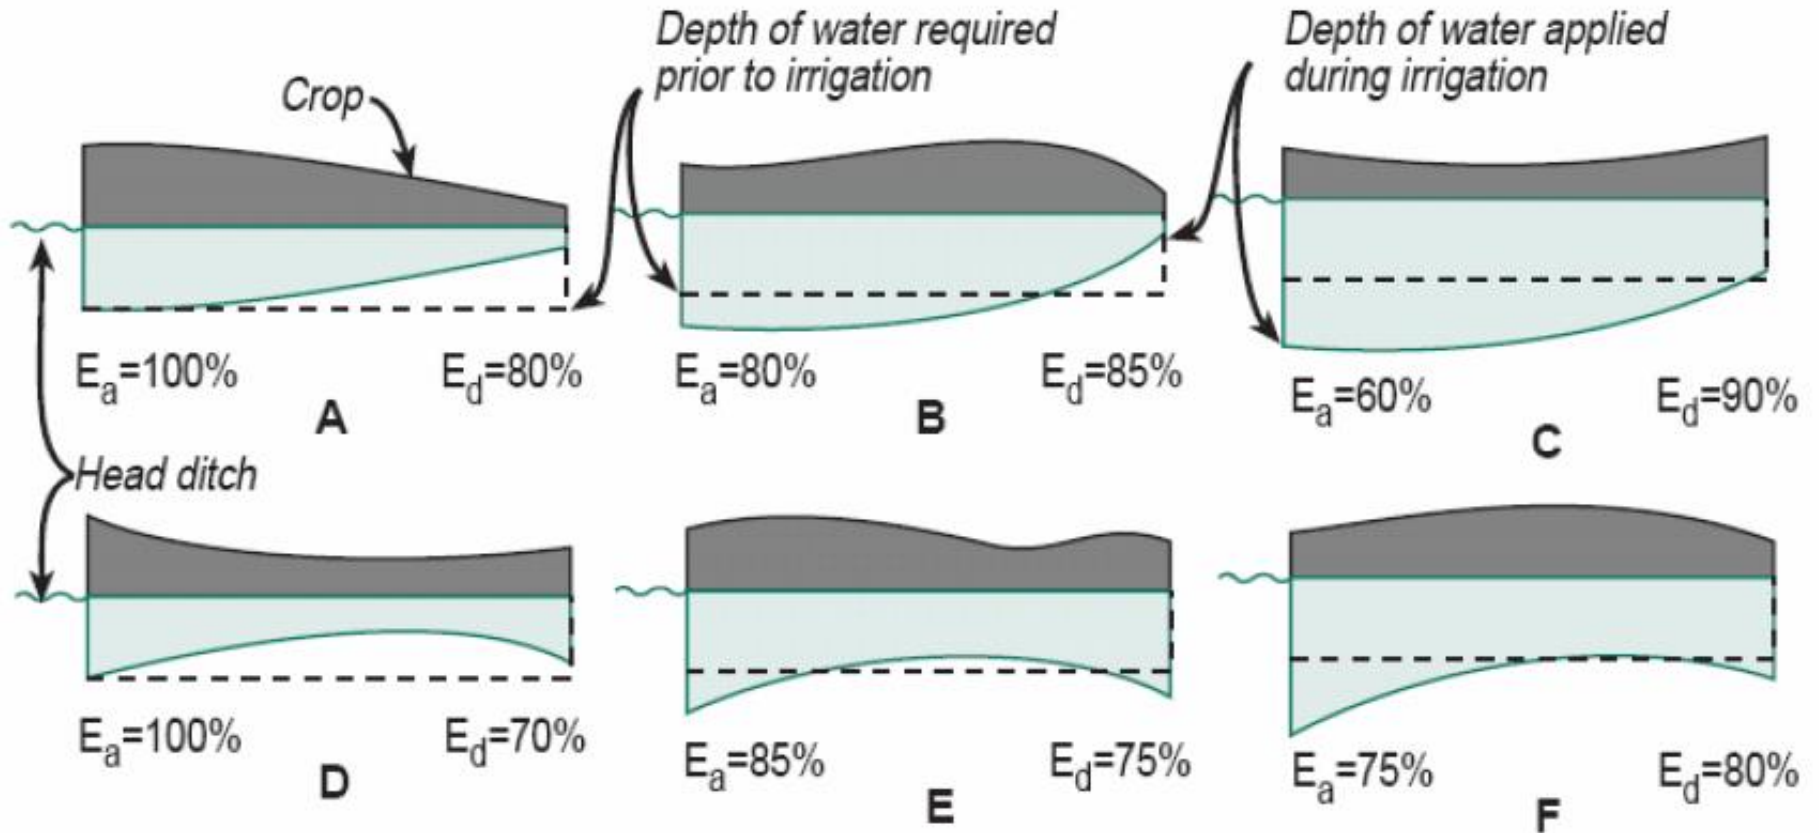 Depth of water required
prior to irrigation
Depth of water applied
during irrigation
Crop
Ea=100%
Ed=80%
A
Ea=80%
Ed=85%
B
Ea=60%
Ed=90%
C
Head ditch
Ea=100%
Ed=70%
D
Ea=85%
Ed=75%
E
Ea=75%
Ed=80%
F